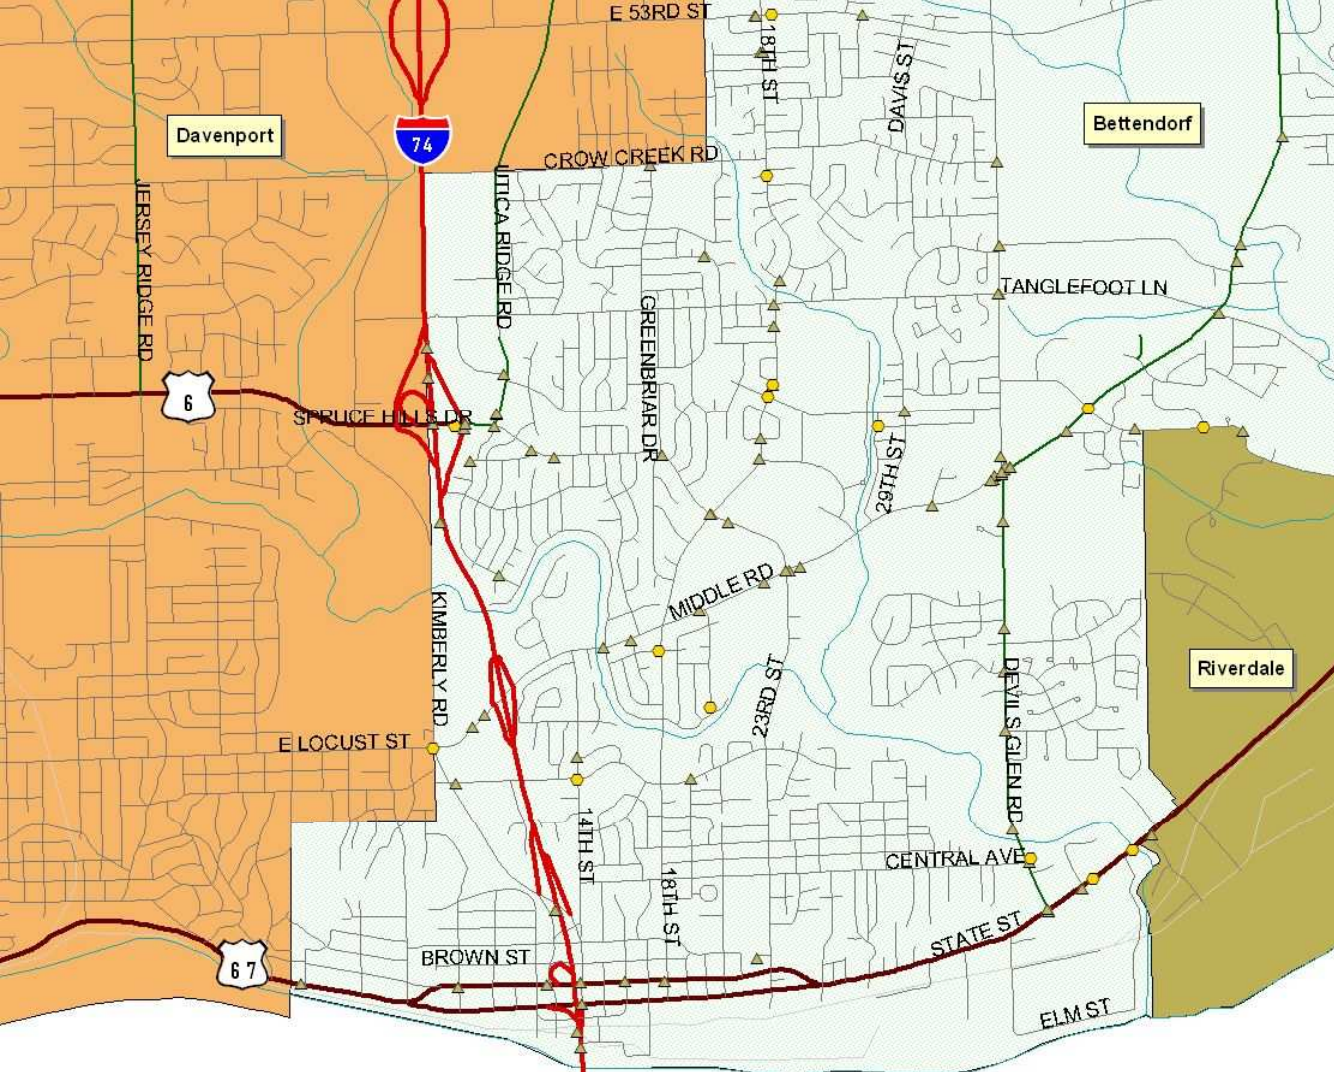 E 53RD ST
18TH ST
DAVIS ST
Davenport
74
Bettendorf
CROW CREEK RD
JERSEY RIDGE RD
UTICA RIDGE RD
TANGLEFOOT LN
GREENBRIAR DR
6
SPRUCE HILLS DR
29TH ST
MIDDLE RD
KIMBERLY RD
23RD ST
DEVILS GLEN RD
Riverdale
E LOCUST ST
14TH ST
CENTRAL AVE
18TH ST
STATE ST
BROWN ST
67
ELM ST